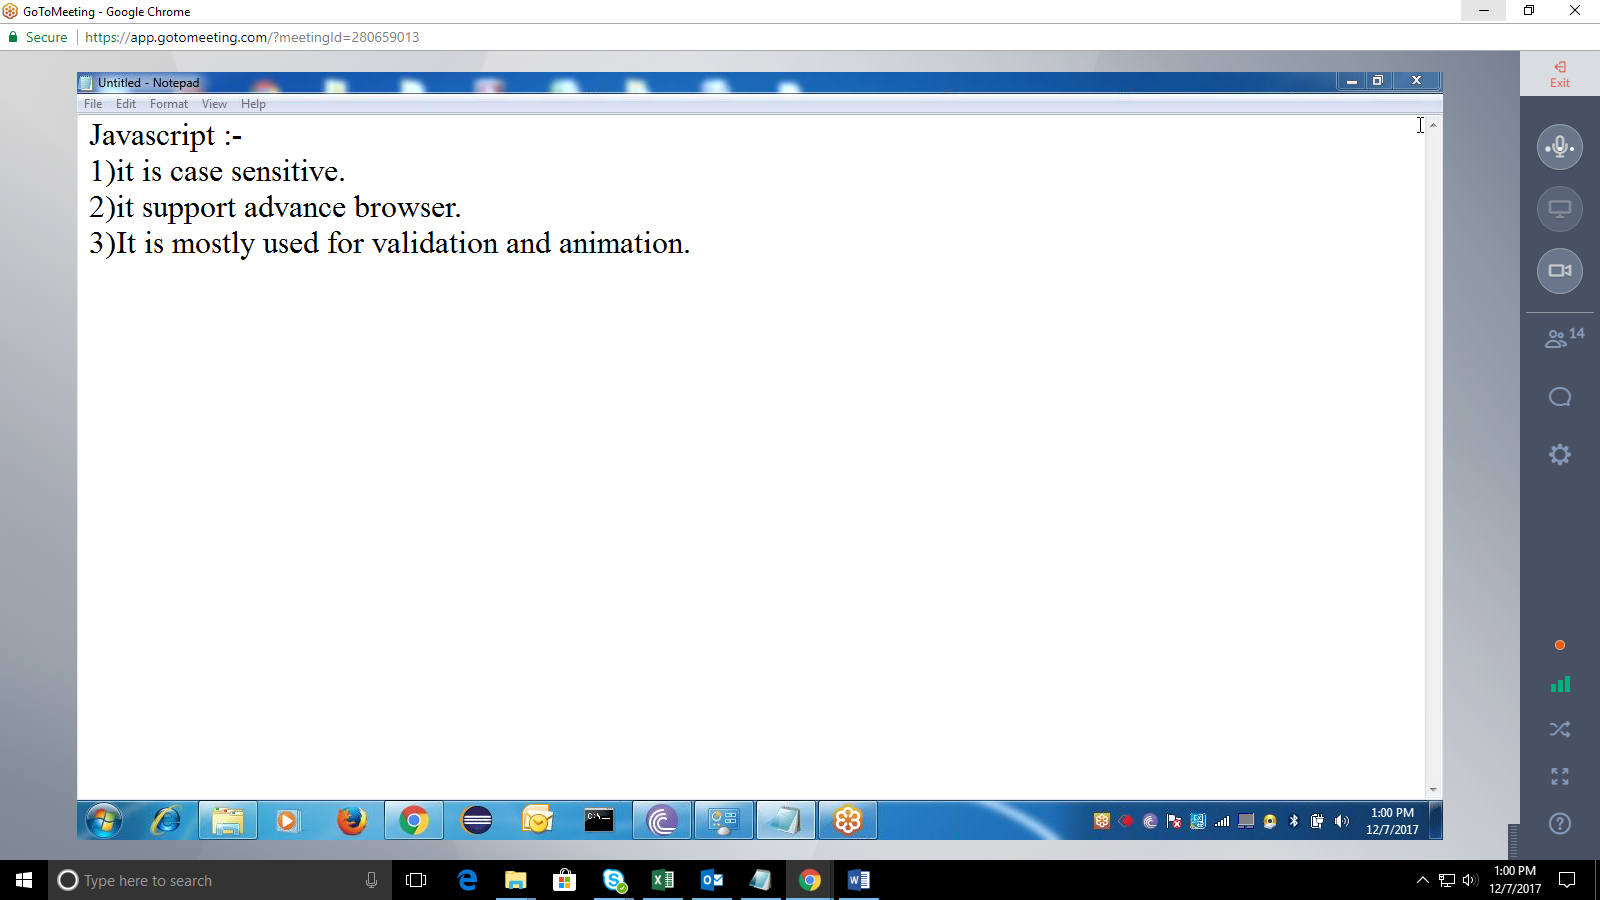 GoToMeeting - Google Chrome
Secure
https://app.gotomeeting.com/?meetingId=280659013
Exit
Untitled - Notepad
File Edit Format View Help
Javascript :-
1)it is case sensitive.
2)it support advance browser.
3)It is mostly used for validation and animation.
14
C:\_
1:00 PM
12/7/2017
Type here to search
1:00 PM
12/7/2017